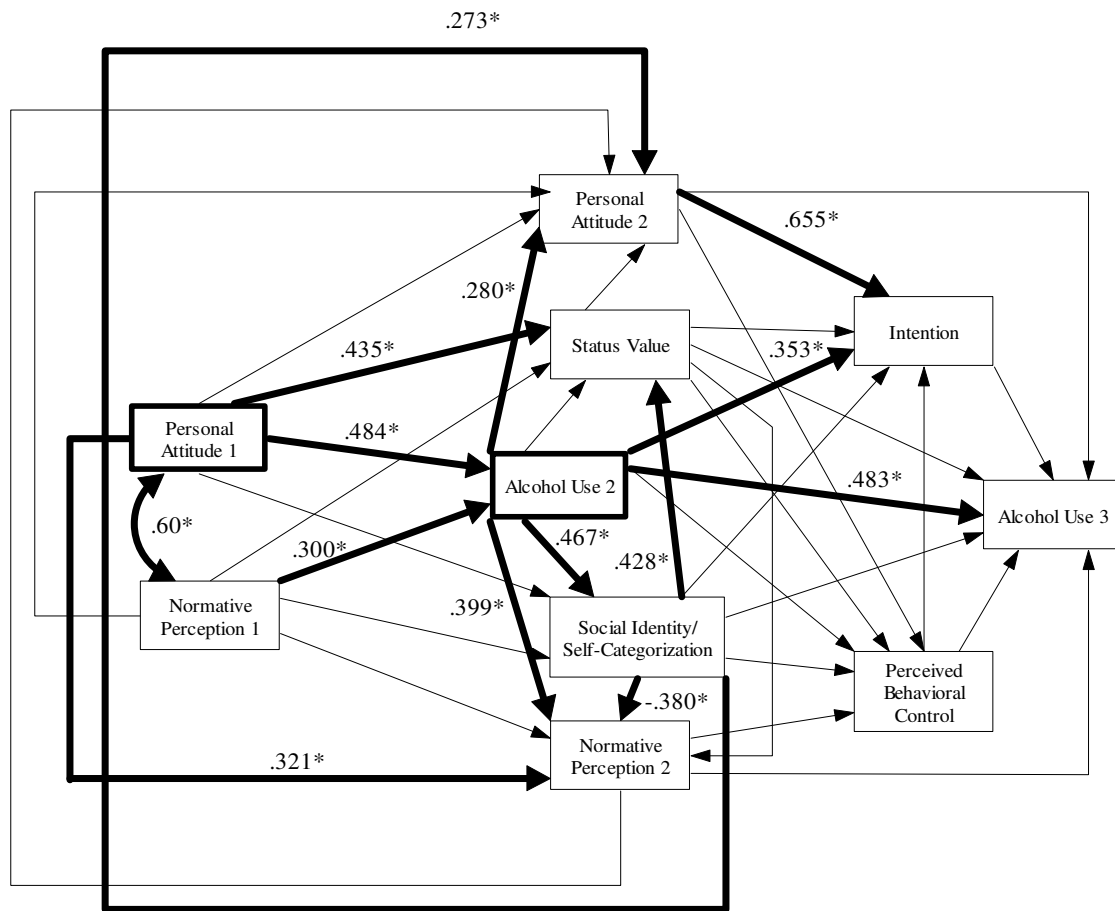 .273*
Personal
Attitude 2
.655*
.280*
Status Value
Intention
.435*
.353*
Personal
Attitude 1
.484*
Alcohol Use 2
.483*
Alcohol Use 3
.60*
.300*
.467*
.428*
.399*
Normative
Perception 1
Social Identity/
Self-Categorization
Perceived
Behavioral
Control
-.380*
Normative
Perception 2
.321*